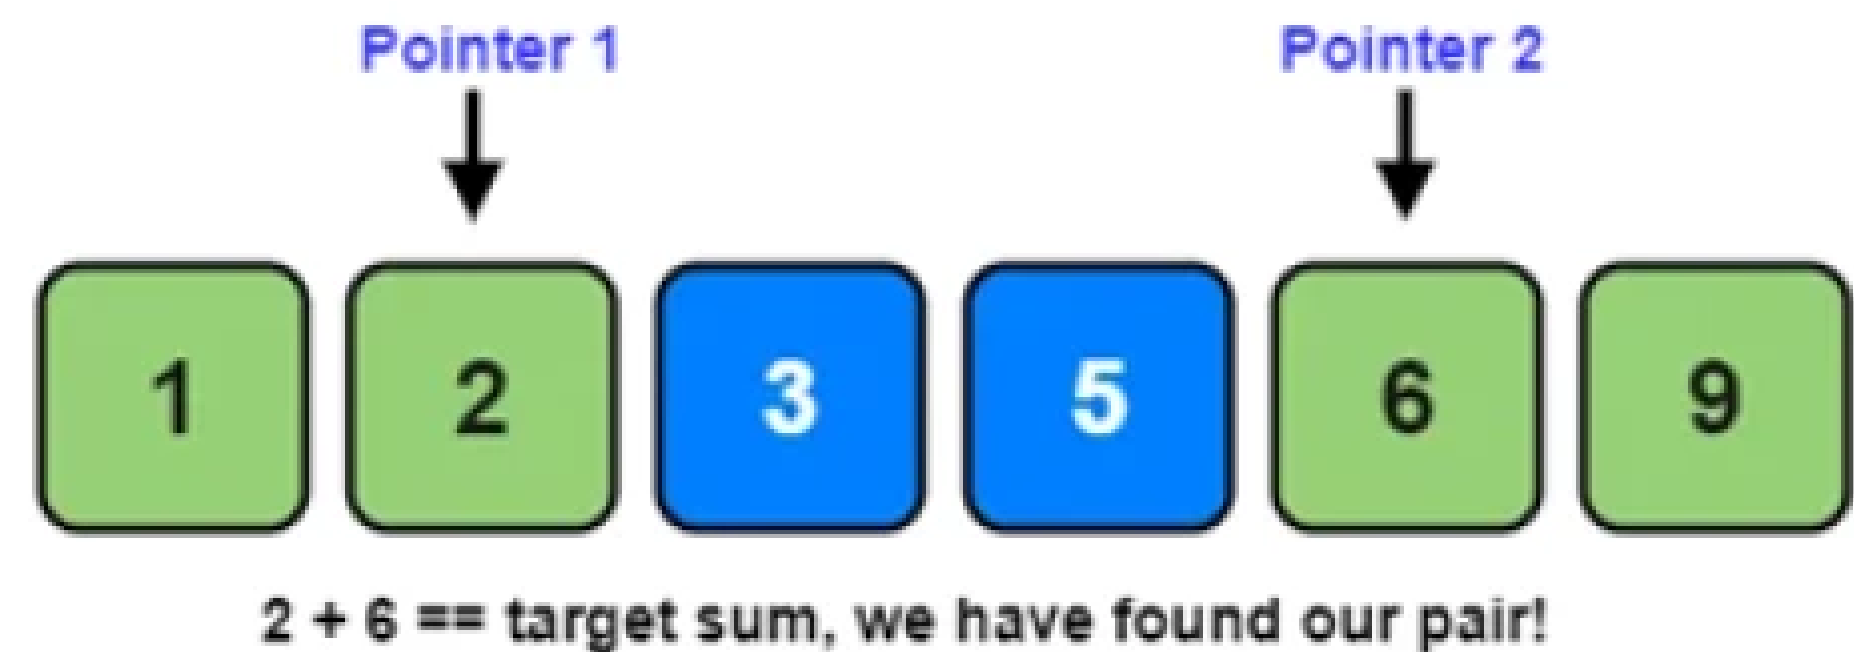 Pointer 1 Pointer 2
1 2 3 5 6 9
2 + 6 == target sum, we have found our pair!